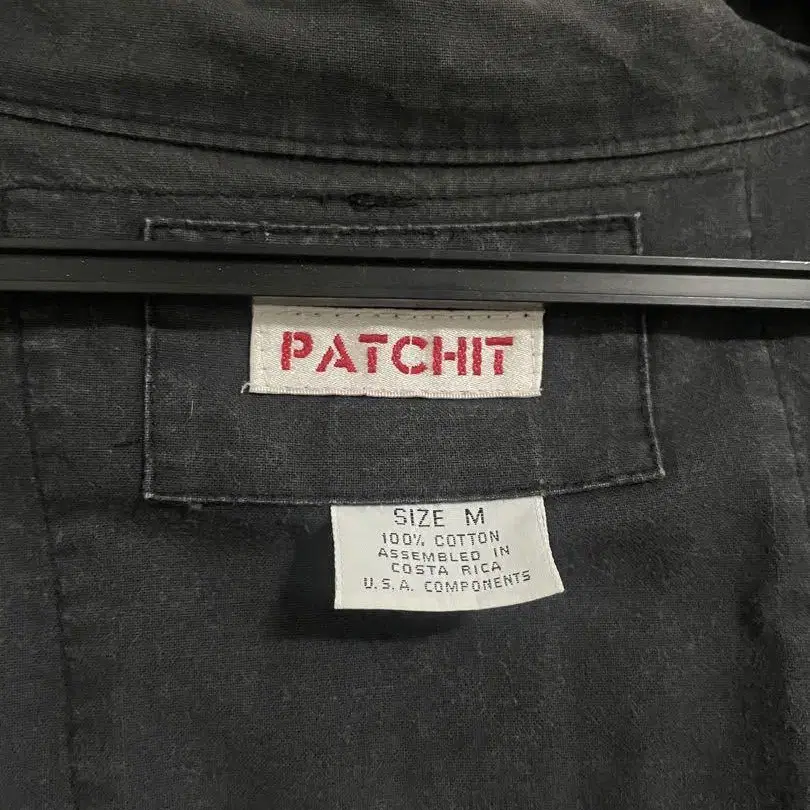 PATCHIT
SIZE M
100% COTTON
ASSEMBLED IN
COSTA RICA
U.S.A. COMPONENTS